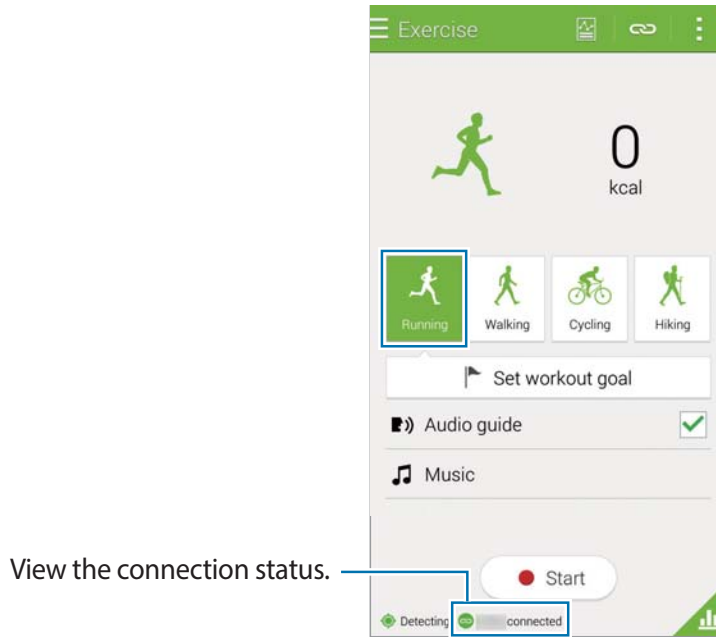 Exercise
0
kcal
Running
Walking
Cycling
Hiking
Set workout goal
Audio guide
Music
View the connection status.
Start
Detecting
connected